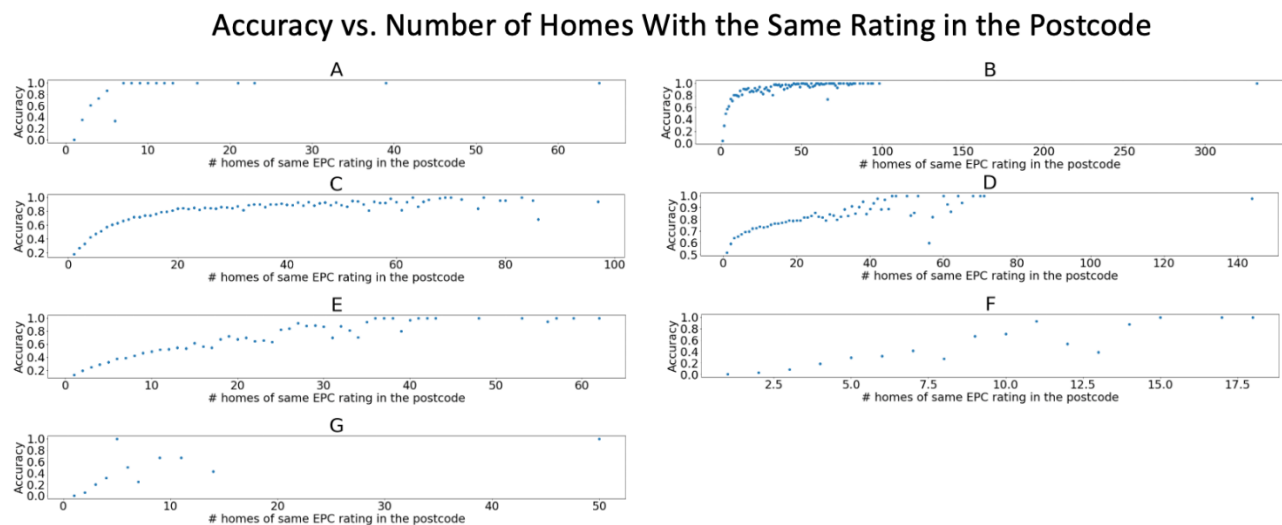 Accuracy vs. Number of Homes With the Same Rating in the Postcode
A
Accuracy
1.0
0.8
0.6
0.4
0.2
0.0
0 10 20 30 40 50 60
# homes of same EPC rating in the postcode
B
Accuracy
1.0
0.8
0.6
0.4
0.2
0.0
0 50 100 150 200 250 300
# homes of same EPC rating in the postcode
C
Accuracy
1.0
0.8
0.6
0.4
0.2
0 20 40 60 80 100
# homes of same EPC rating in the postcode
D
Accuracy
1.0
0.9
0.8
0.7
0.6
0.5
0 20 40 60 80 100 120 140
# homes of same EPC rating in the postcode
E
Accuracy
1.0
0.8
0.6
0.4
0.2
0 10 20 30 40 50 60
# homes of same EPC rating in the postcode
F
Accuracy
1.0
0.8
0.6
0.4
0.2
0.0
2.5 5.0 7.5 10.0 12.5 15.0 17.5
# homes of same EPC rating in the postcode
G
Accuracy
1.0
0.8
0.6
0.4
0.2
0.0
0 10 20 30 40 50
# homes of same EPC rating in the postcode